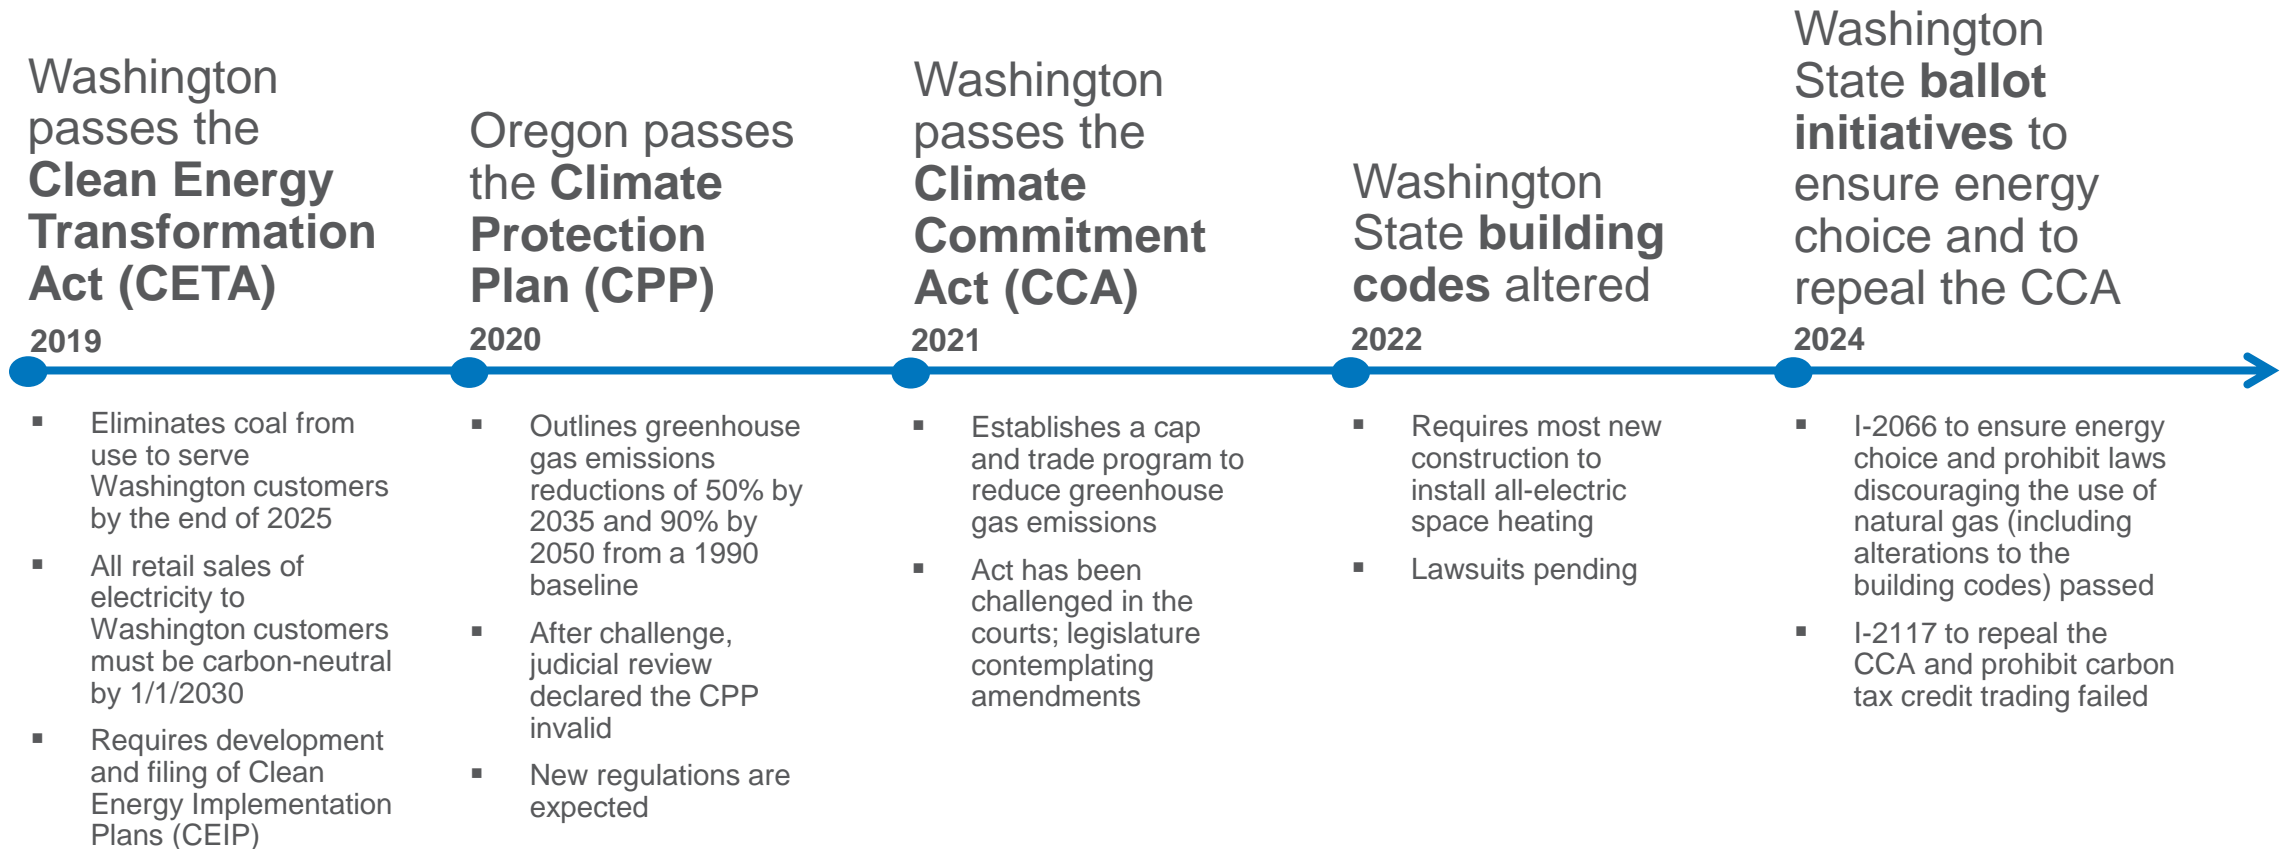 Washington
passes the
Clean Energy
Transformation
Act (CETA)
2019
▪ Eliminates coal from
use to serve
Washington customers
by the end of 2025
▪ All retail sales of
electricity to
Washington customers
must be carbon-neutral
by 1/1/2030
▪ Requires development
and filing of Clean
Energy Implementation
Plans (CEIP)
Oregon passes
the Climate
Protection
Plan (CPP)
2020
▪ Outlines greenhouse
gas emissions
reductions of 50% by
2035 and 90% by
2050 from a 1990
baseline
▪ After challenge,
judicial review
declared the CPP
invalid
▪ New regulations are
expected
Washington
passes the
Climate
Commitment
Act (CCA)
2021
▪ Establishes a cap
and trade program to
reduce greenhouse
gas emissions
▪ Act has been
challenged in the
courts; legislature
contemplating
amendments
Washington
State building
codes altered
2022
▪ Requires most new
construction to
install all-electric
space heating
▪ Lawsuits pending
Washington
State ballot
initiatives to
ensure energy
choice and to
repeal the CCA
2024
▪ I-2066 to ensure energy
choice and prohibit laws
discouraging the use of
natural gas (including
alterations to the
building codes) passed
▪ I-2117 to repeal the
CCA and prohibit carbon
tax credit trading failed